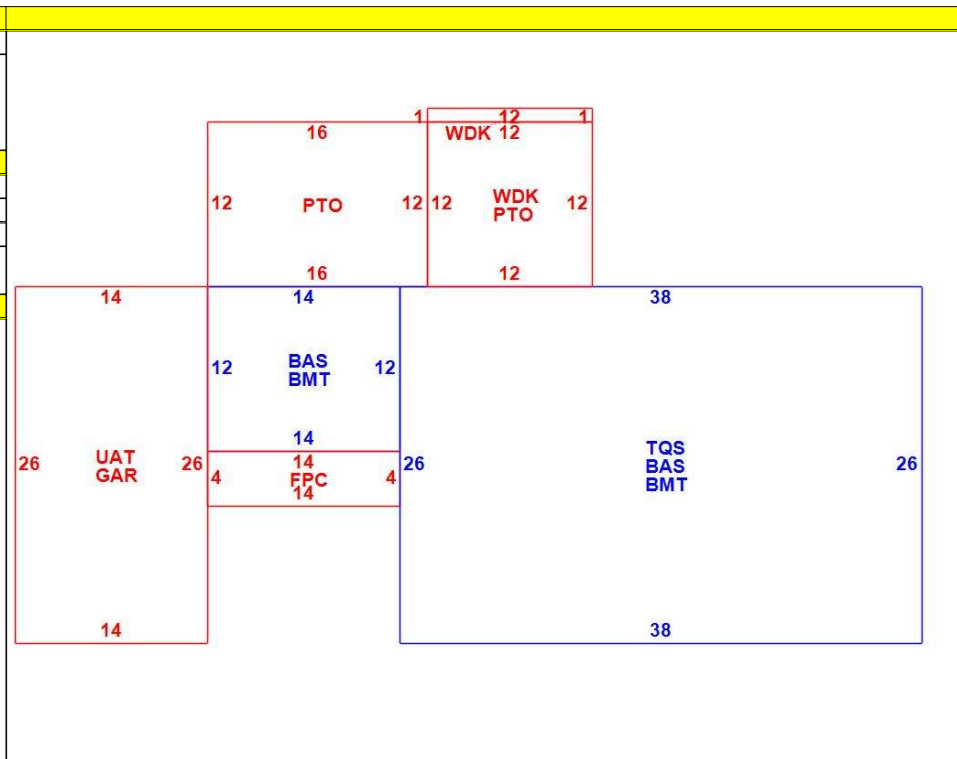 1 12 1
16 WDK 12
12 PTO 12 12 WDK 12
PTO
16 12
14 14 38
12 BAS 12
BMT
14
26 UAT 26 14 26 TQS 26
GAR 4 FPC 4 BAS
14 BMT
14 38